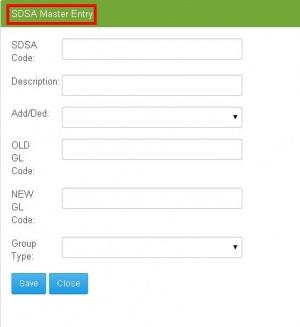 SDSA Master Entry
SDSA
Code:
Description:
Add/Ded:
OLD
GL
Code:
NEW
GL
Code:
Group
Type:
Save Close